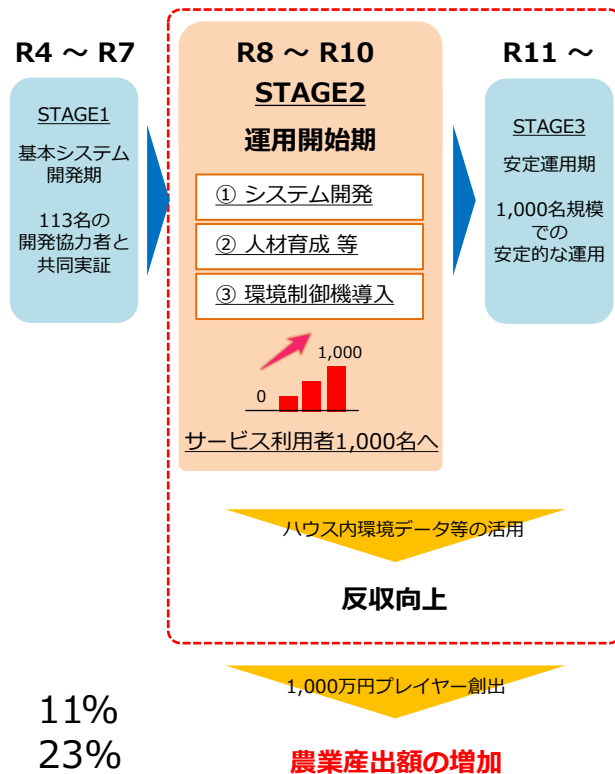 R4 ～ R7
STAGE1
基本システム
開発期
113名の
開発協力者と
共同実証
R8 ～ R10
STAGE2
運用開始期
① システム開発
② 人材育成 等
③ 環境制御機導入
1,000
0
サービス利用者1,000名へ
R11 ～
STAGE3
安定運用期
1,000名規模
での
安定的な運用
ハウス内環境データ等の活用
反収向上
1,000万円プレイヤー創出
農業産出額の増加
11%
23%